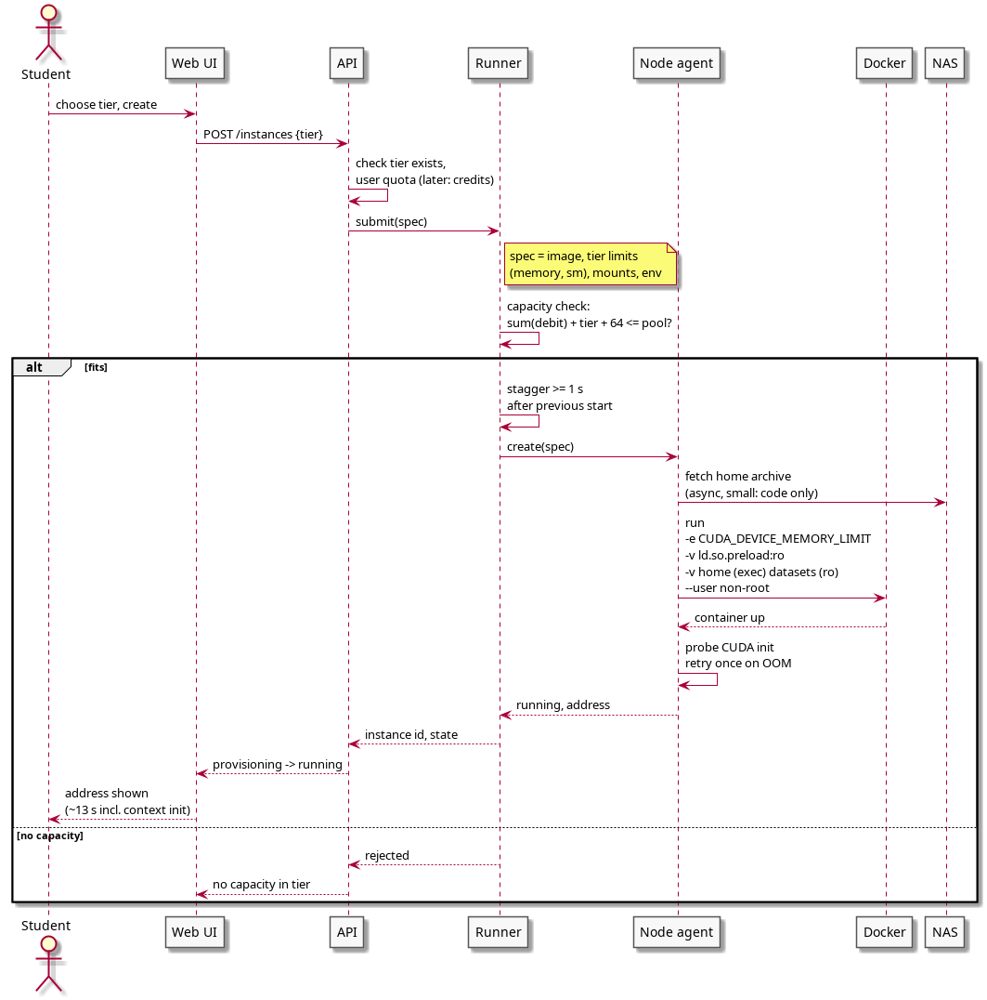 Student
Web UI
API
Runner
Node agent
Docker
NAS
choose tier, create
POST /instances {tier}
check tier exists,
user quota (later: credits)
submit(spec)
spec = image, tier limits
(memory, sm), mounts, env
capacity check:
sum(debit) + tier + 64 <= pool?
alt
[fits]
stagger >= 1 s
after previous start
create(spec)
fetch home archive
(async, small: code only)
run
-e CUDA_DEVICE_MEMORY_LIMIT
-v ld.so.preload:ro
-v home (exec) datasets (ro)
--user non-root
container up
probe CUDA init
retry once on OOM
running, address
instance id, state
provisioning -> running
address shown
(~13 s incl. context init)
[no capacity]
rejected
no capacity in tier
Student
Web UI
API
Runner
Node agent
Docker
NAS